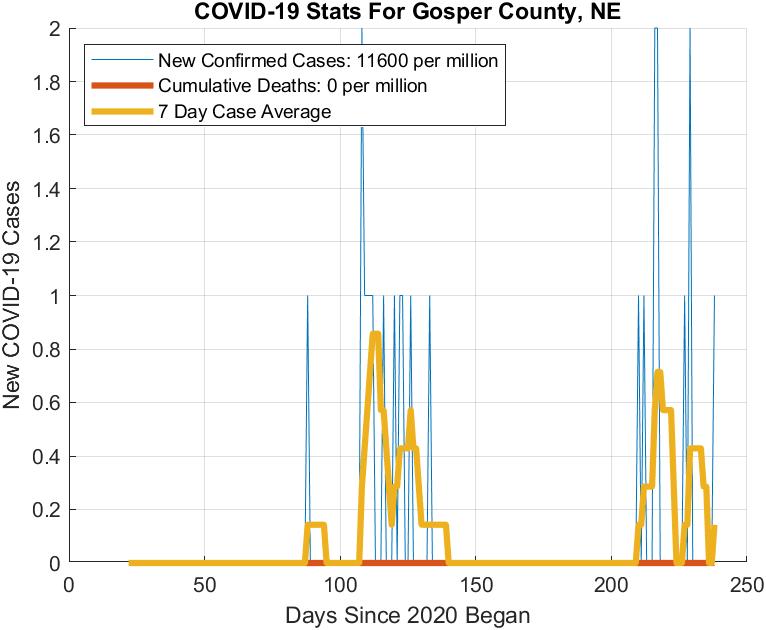 COVID-19 Stats For Gosper County, NE
New Confirmed Cases: 11600 per million
Cumulative Deaths: 0 per million
7 Day Case Average
New COVID-19 Cases
2
1.8
1.6
1.4
1.2
1
0.8
0.6
0.4
0.2
0
0 50 100 150 200 250
Days Since 2020 Began